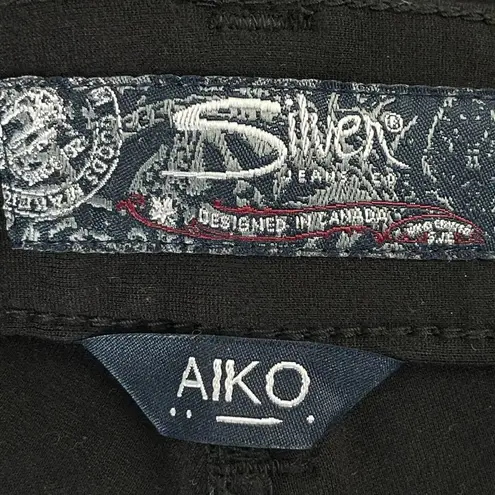 Silver®
JEANS CO
DESIGNED IN CANADA
AIKO